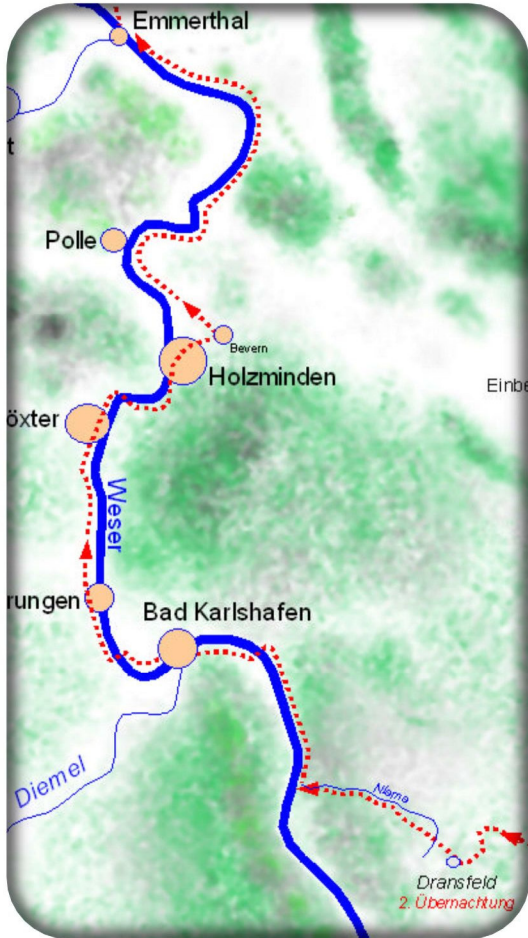 Emmerthal
t
Polle
Bevern
Holzminden
Einbe
öxter
Weser
rungen
Bad Karlshafen
Diemel
Nieme
Dransfeld
2. Übernachtung